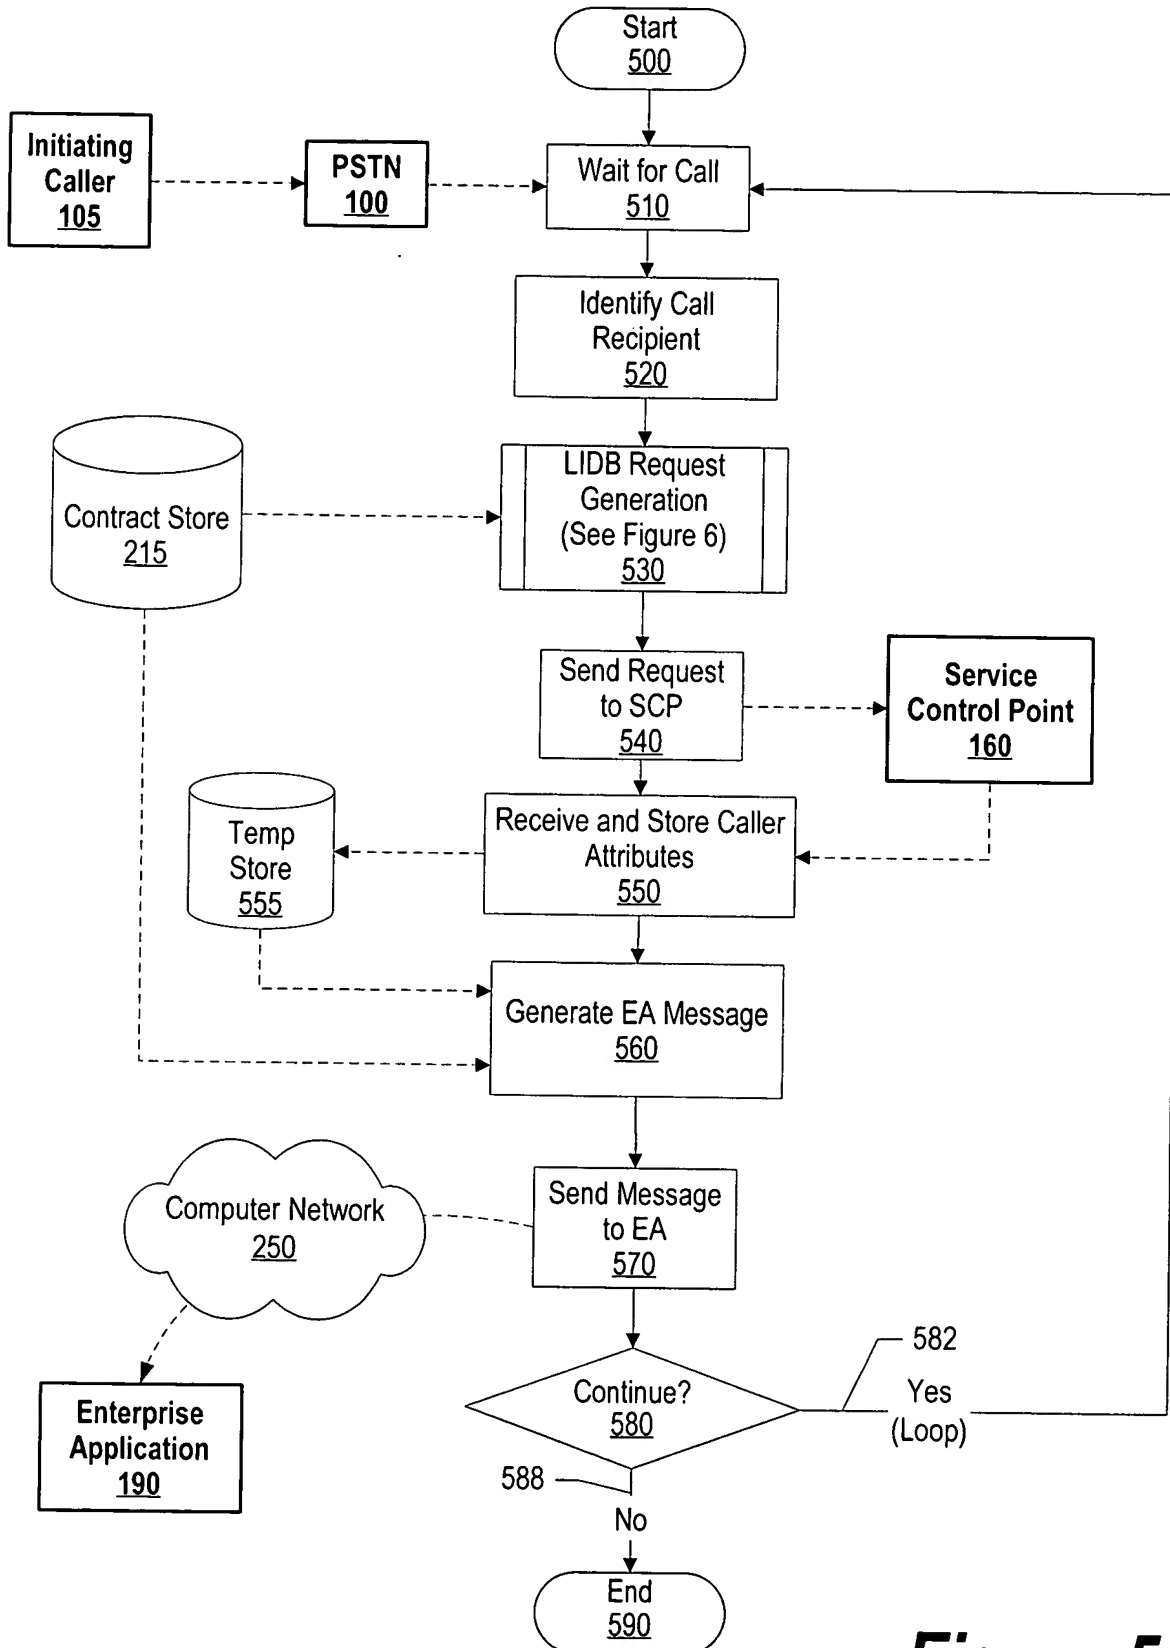 Start
500
Initiating
Caller
105
PSTN
100
Wait for Call
510
Identify Call
Recipient
520
Contract Store
215
LIDB Request
Generation
(See Figure 6)
530
Send Request
to SCP
540
Service
Control Point
160
Temp
Store
555
Receive and Store Caller
Attributes
550
Generate EA Message
560
Computer Network
250
Send Message
to EA
570
582
Continue?
580
Yes
(Loop)
Enterprise
Application
190
588
No
End
590
Figure 5